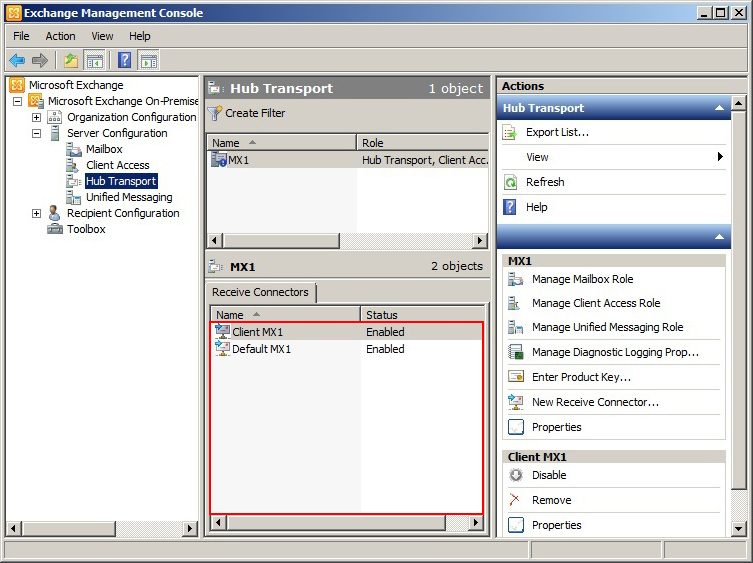 Exchange Management Console
File Action View Help
Microsoft Exchange
Microsoft Exchange On-Premise
Organization Configuration
Server Configuration
Mailbox
Client Access
Hub Transport
Unified Messaging
Recipient Configuration
Toolbox
Hub Transport 1 object
Create Filter
Name Role
MX1 Hub Transport, Client Acc.
MX1 2 objects
Receive Connectors
Name Status
Client MX1 Enabled
Default MX1 Enabled
Actions
Hub Transport
Export List...
View
Refresh
Help
MX1
Manage Mailbox Role
Manage Client Access Role
Manage Unified Messaging Role
Manage Diagnostic Logging Prop...
Enter Product Key...
New Receive Connector...
Properties
Client MX1
Disable
Remove
Properties